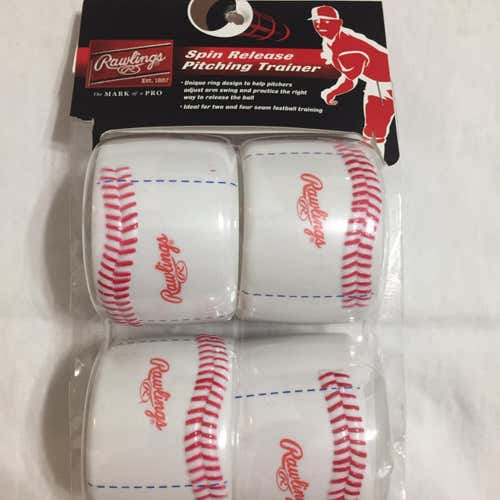 Rawlings
Est. 1887
The MARK of a PRO
Spin Release
Pitching Trainer
• Unique ring design to help pitchers
adjust arm swing and practice the right
way to release the ball
• Ideal for two and four seam fastball training
Rawlings
Rawlings
Rawlings
Rawlings